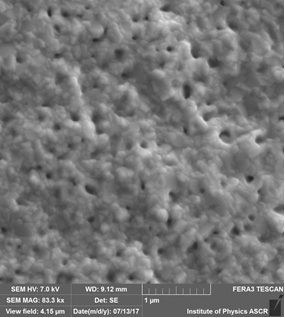 SEM HV: 7.0 kV WD: 9.12 mm FERA3 TESCAN
SEM MAG: 83.3 kx Det: SE 1 µm
View field: 4.15 µm Date(m/d/y): 07/13/17 Institute of Physics ASCR